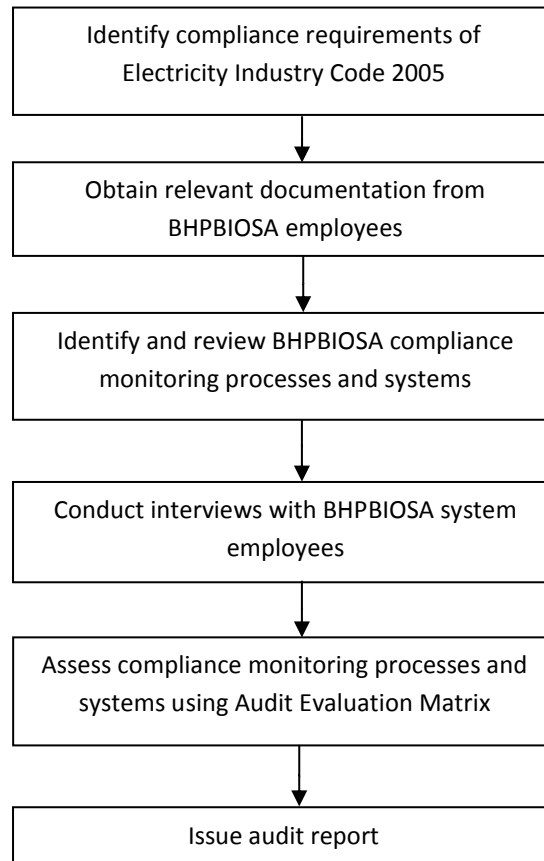 Identify compliance requirements of
Electricity Industry Code 2005
Obtain relevant documentation from
BHPBIOSA employees
Identify and review BHPBIOSA compliance
monitoring processes and systems
Conduct interviews with BHPBIOSA system
employees
Assess compliance monitoring processes and
systems using Audit Evaluation Matrix
Issue audit report